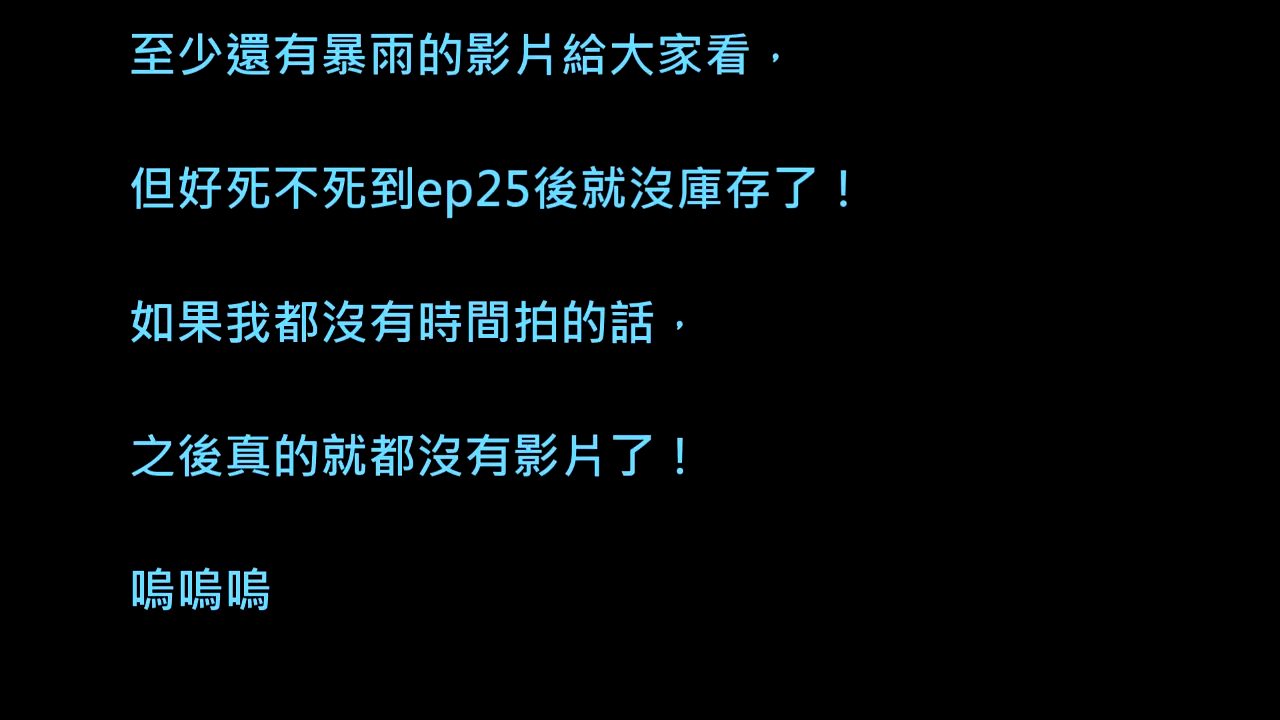 至少還有暴雨的影片給大家看，
但好死不死到ep25後就沒庫存了！
如果我都沒有時間拍的話，
之後真的就都沒有影片了！
嗚嗚嗚